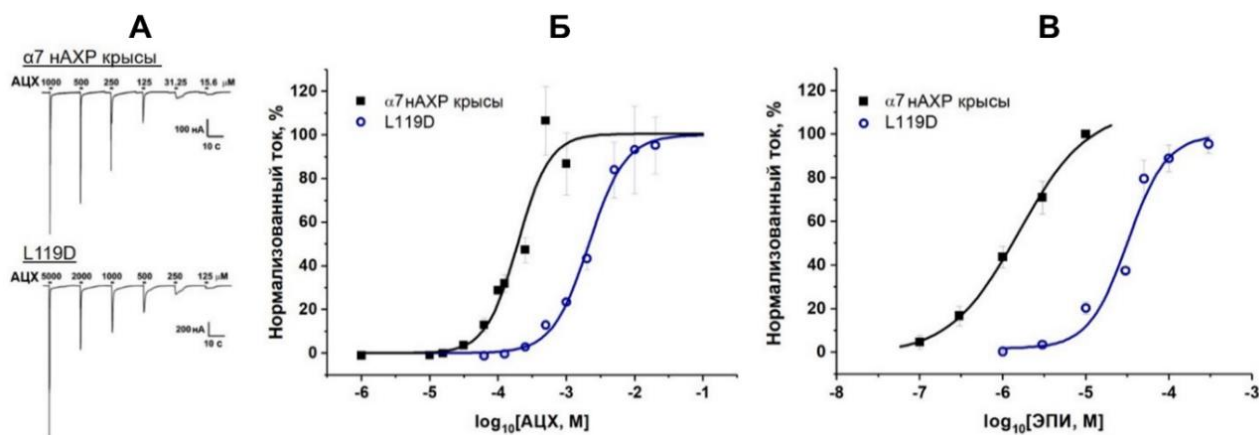 А
α7 нАХР крысы
АЦХ 1000 500 250 125 31,25 15.6 μM
100 нА
10 с
L119D
АЦХ 5000 2000 1000 500 250 125 μM
200 нА
10 с
Б
Нормализованный ток, %
120
100
80
60
40
20
0
α7 нАХР крысы
L119D
-6 -5 -4 -3 -2 -1
log10[АЦХ, М]
В
Нормализованный ток, %
120
100
80
60
40
20
0
α7 нАХР крысы
L119D
-8 -7 -6 -5 -4 -3
log10[ЭПИ, М]